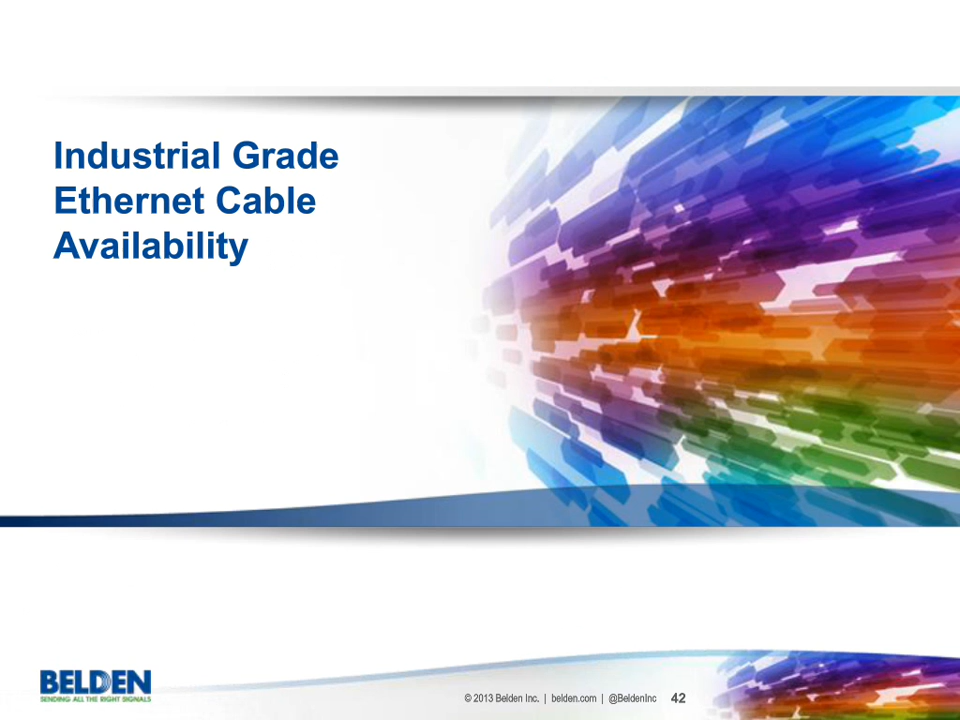 Industrial Grade
Ethernet Cable
Availability
BELDEN
SENDING ALL THE RIGHT SIGNALS
© 2013 Belden Inc. | belden.com | @BeldenInc 42